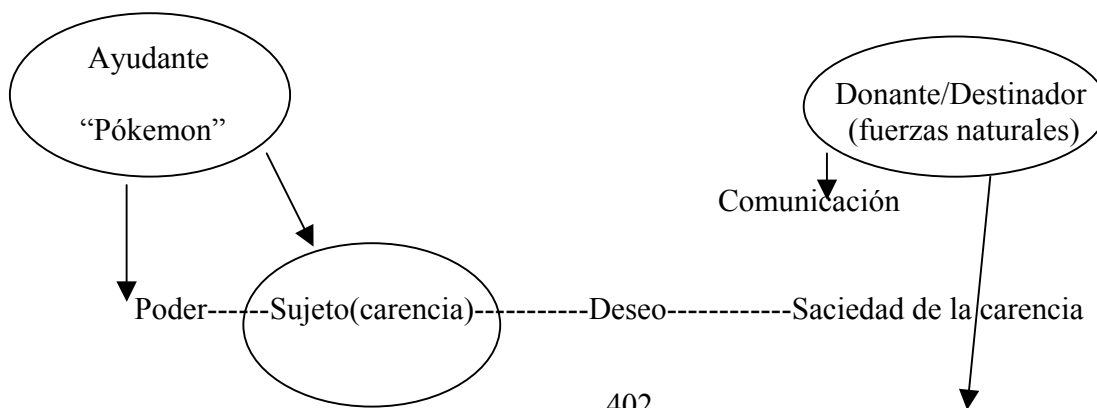 Ayudante
“Pókemon”
Donante/Destinador
(fuerzas naturales)
Comunicación
Poder------Sujeto(carencia)-----------Deseo------------Saciedad de la carencia
402